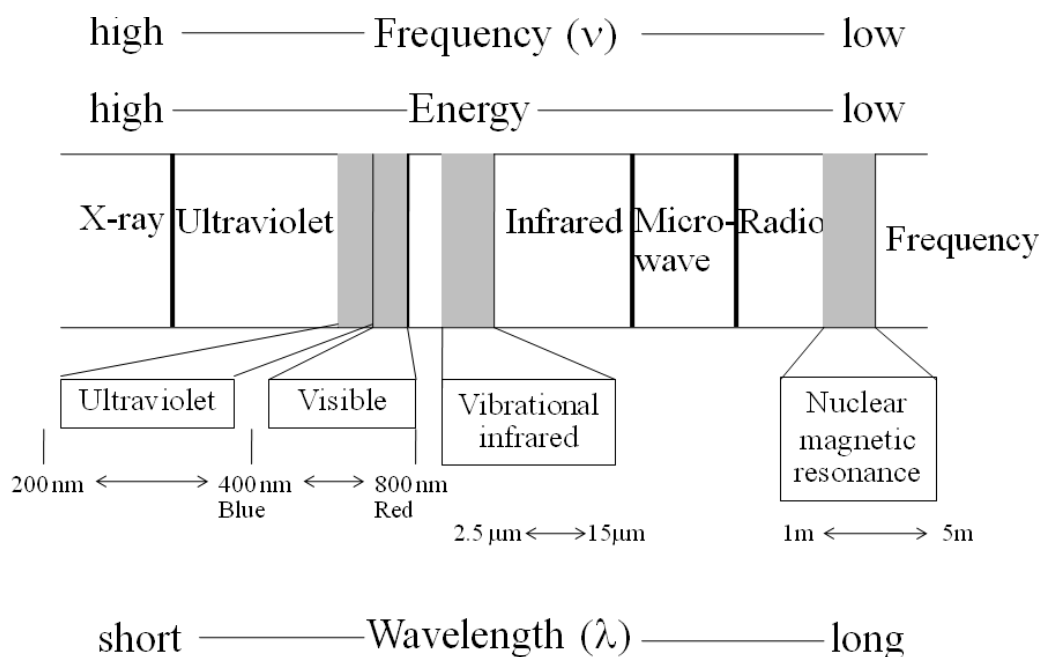 high Frequency (ν) low
high Energy low
X-ray Ultraviolet Infrared Micro- Radio Frequency
wave
Ultraviolet Visible Vibrational Nuclear
infrared magnetic
resonance
200 nm 400 nm 800 nm
Blue Red
2.5 μm 15μm 1m 5m
short Wavelength (λ) long